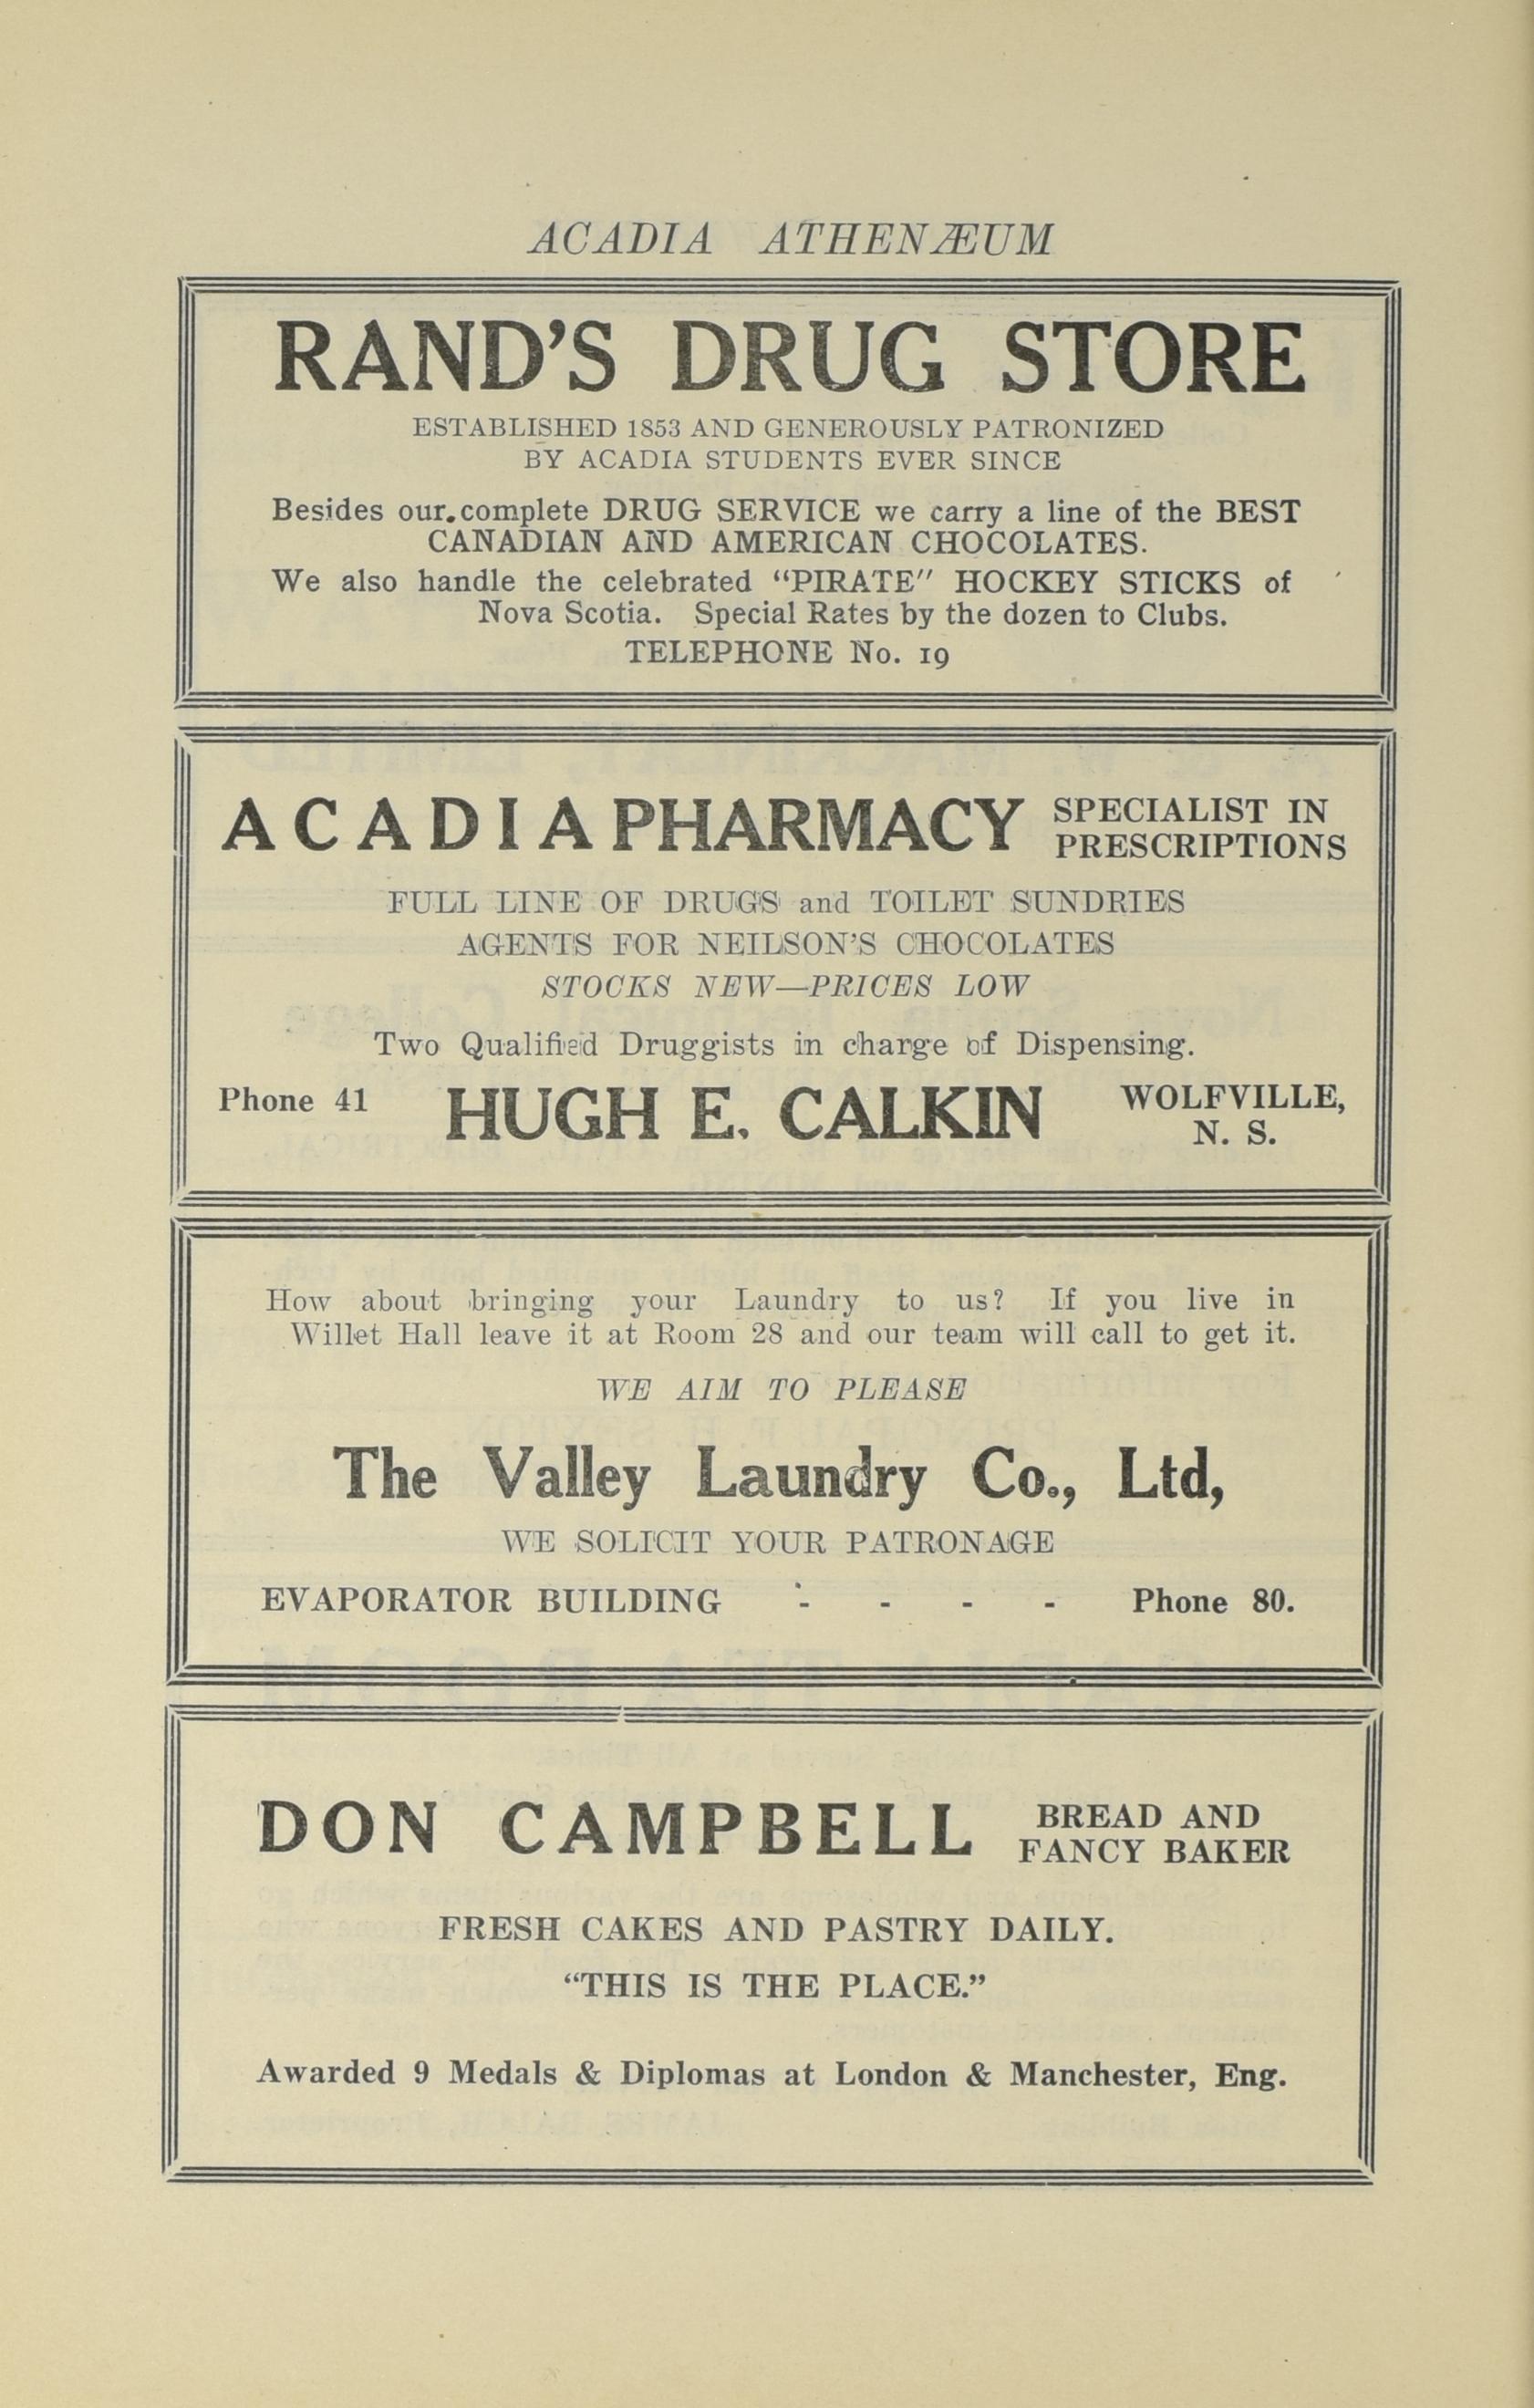 ACADIA ATHENÆUM
RAND'S DRUG STORE
ESTABLISHED 1853 AND GENEROUSLY PATRONIZED
BY ACADIA STUDENTS EVER SINCE
Besides our.complete DRUG SERVICE we carry a line of the BEST
CANADIAN AND AMERICAN CHOCOLATES.
We also handle the celebrated "PIRATE" HOCKEY STICKS of
Nova Scotia. Special Rates by the dozen to Clubs.
TELEPHONE No. 19
ACADIA PHARMACY SPECIALIST IN
PRESCRIPTIONS
FULL LINE OF DRUGS and TOILET SUNDRIES
AGENTS FOR NEILSON'S CHOCOLATES
STOCKS NEW—PRICES LOW
Two Qualified Druggists in charge of Dispensing.
Phone 41 HUGH E. CALKIN WOLFVILLE,
N. S.
How about bringing your Laundry to us? If you live in
Willet Hall leave it at Room 28 and our team will call to get it.
WE AIM TO PLEASE
The Valley Laundry Co., Ltd,
WE SOLICIT YOUR PATRONAGE
EVAPORATOR BUILDING - - - - Phone 80.
DON CAMPBELL BREAD AND
FANCY BAKER
FRESH CAKES AND PASTRY DAILY.
"THIS IS THE PLACE."
Awarded 9 Medals & Diplomas at London & Manchester, Eng.